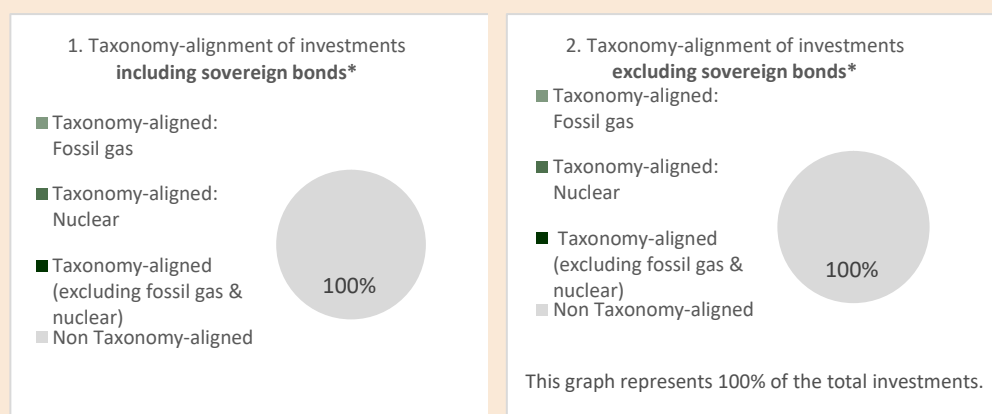 1. Taxonomy-alignment of investments
including sovereign bonds*
Taxonomy-aligned:
Fossil gas
Taxonomy-aligned:
Nuclear
Taxonomy-aligned
(excluding fossil gas &
nuclear)
Non Taxonomy-aligned
100%
2. Taxonomy-alignment of investments
excluding sovereign bonds*
Taxonomy-aligned:
Fossil gas
Taxonomy-aligned:
Nuclear
Taxonomy-aligned
(excluding fossil gas &
nuclear)
Non Taxonomy-aligned
100%
This graph represents 100% of the total investments.